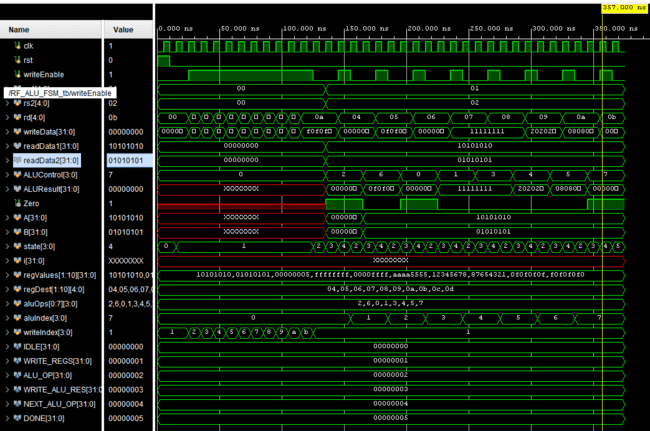 357.000 ns
Name Value 0.000 ns 50.000 ns 100.000 ns 150.000 ns 200.000 ns 250.000 ns 300.000 ns 350.000 ns
clk 1
rst 0
writeEnable 1
/RF_ALU_FSM_tb/writeEnable 00 01
rs2[4:0] 02 00 02
rd[4:0] 0b 00 0a 04 05 06 07 08 09 0a 0b
writeData[31:0] 00000000 0000 f0f0f0 00000 0f0f0 00000 11111111 20202 08080 00
readData1[31:0] 10101010 00000000 10101010
readData2[31:0] 01010101 00000000 01010101
ALUControl[3:0] 7 0 2 6 0 1 3 4 5 7
ALUResult[31:0] 00000000 XXXXXXXX 00000 0f0f0 00000 11111111 20202 08080 00300
Zero 1
A[31:0] 10101010 XXXXXXXX 00000 10101010
B[31:0] 01010101 XXXXXXXX 00000 01010101
state[3:0] 4 0 1 2 3 4 2 3 4 2 3 4 2 3 4 2 3 4 2 3 4 2 3 4 2 3 4 5
i[31:0] XXXXXXXX XXXXXXXX
regValues[1:10][31:0] 10101010,01 10101010,01010101,00000005,ffffffff,0000ffff,aaaa5555,12345678,87654321,0f0f0f0f,f0f0f0f0
regDest[1:10][4:0] 04,05,06,07,0 04,05,06,07,08,09,0a,0b,0c,0d
aluOps[0:7][3:0] 2,6,0,1,3,4,5, 2,6,0,1,3,4,5,7
aluIndex[3:0] 7 0 1 2 3 4 5 6 7
writeIndex[3:0] 1 1 2 3 4 5 6 7 8 9 a b 1
IDLE[31:0] 00000000 00000000
WRITE_REGS[31:0] 00000001 00000001
ALU_OP[31:0] 00000002 00000002
WRITE_ALU_RES[31:0 00000003 00000003
NEXT_ALU_OP[31:0] 00000004 00000004
DONE[31:0] 00000005 00000005